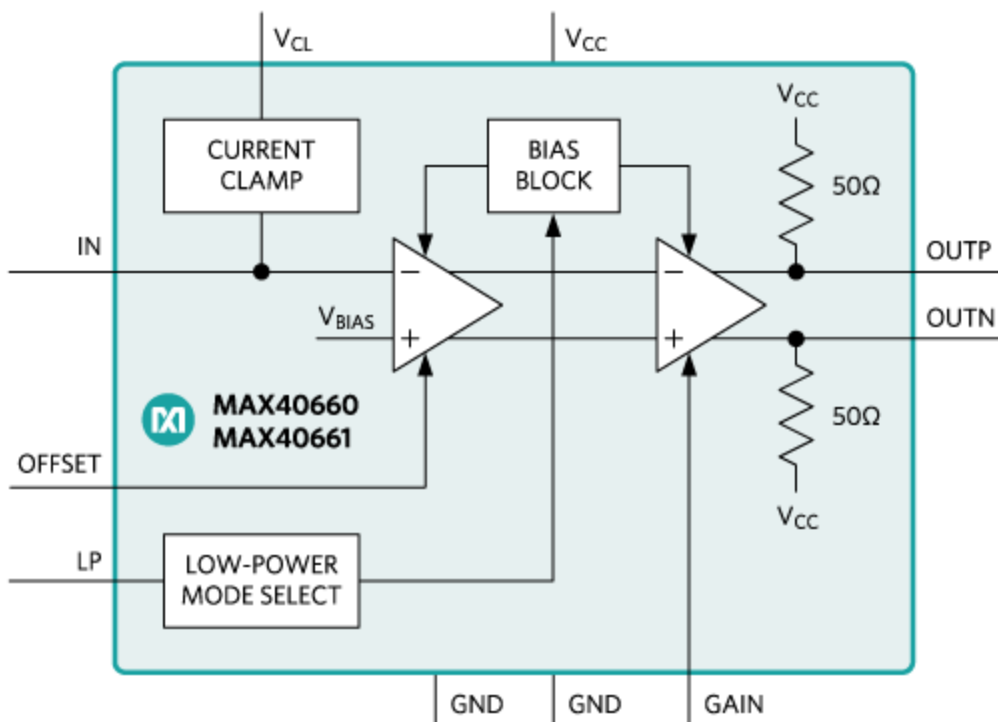 VCL
VCC
CURRENT
CLAMP
BIAS
BLOCK
VCC
50Ω
IN
−
−
OUTP
VBIAS
+
+
OUTN
MAX40660
MAX40661
50Ω
OFFSET
VCC
LP
LOW-POWER
MODE SELECT
GND
GND
GAIN